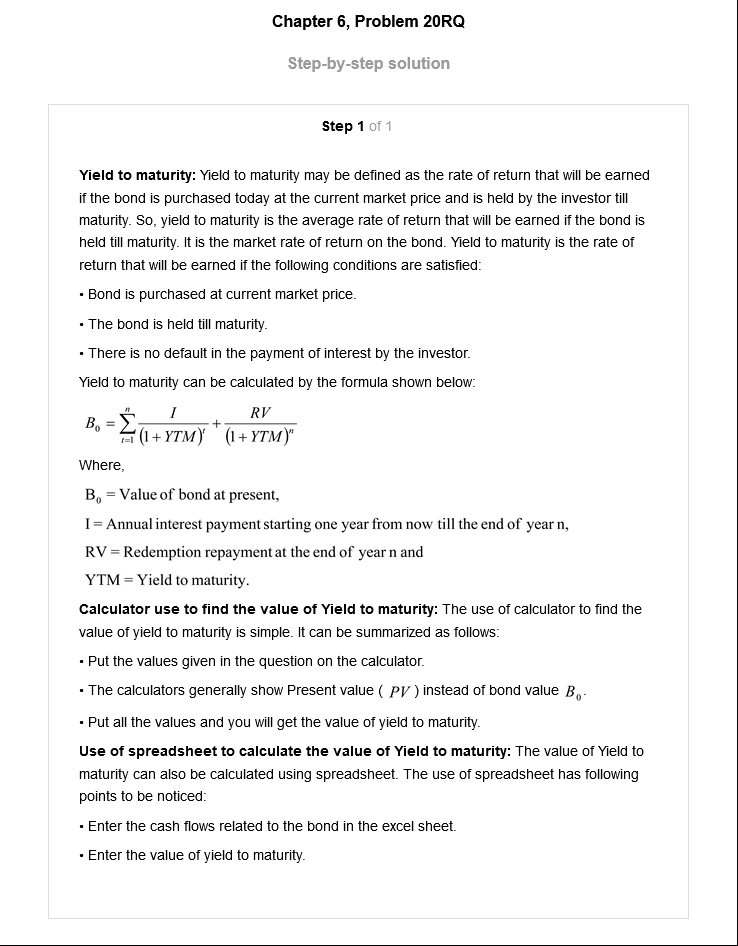 Chapter 6, Problem 20RQ
Step-by-step solution
Step 1 of 1
Yield to maturity: Yield to maturity may be defined as the rate of return that will be earned
if the bond is purchased today at the current market price and is held by the investor till
maturity. So, yield to maturity is the average rate of return that will be earned if the bond is
held till maturity. It is the market rate of return on the bond. Yield to maturity is the rate of
return that will be earned if the following conditions are satisfied:
• Bond is purchased at current market price.
• The bond is held till maturity.
• There is no default in the payment of interest by the investor.
Yield to maturity can be calculated by the formula shown below:
B₀ = ∑ₜ₌₁ⁿ I/(1 + YTM)ᵗ + RV/(1 + YTM)ⁿ
Where,
B₀ = Value of bond at present,
I = Annual interest payment starting one year from now till the end of year n,
RV = Redemption repayment at the end of year n and
YTM = Yield to maturity.
Calculator use to find the value of Yield to maturity: The use of calculator to find the
value of yield to maturity is simple. It can be summarized as follows:
• Put the values given in the question on the calculator.
• The calculators generally show Present value ( PV ) instead of bond value B₀.
• Put all the values and you will get the value of yield to maturity.
Use of spreadsheet to calculate the value of Yield to maturity: The value of Yield to
maturity can also be calculated using spreadsheet. The use of spreadsheet has following
points to be noticed:
• Enter the cash flows related to the bond in the excel sheet.
• Enter the value of yield to maturity.